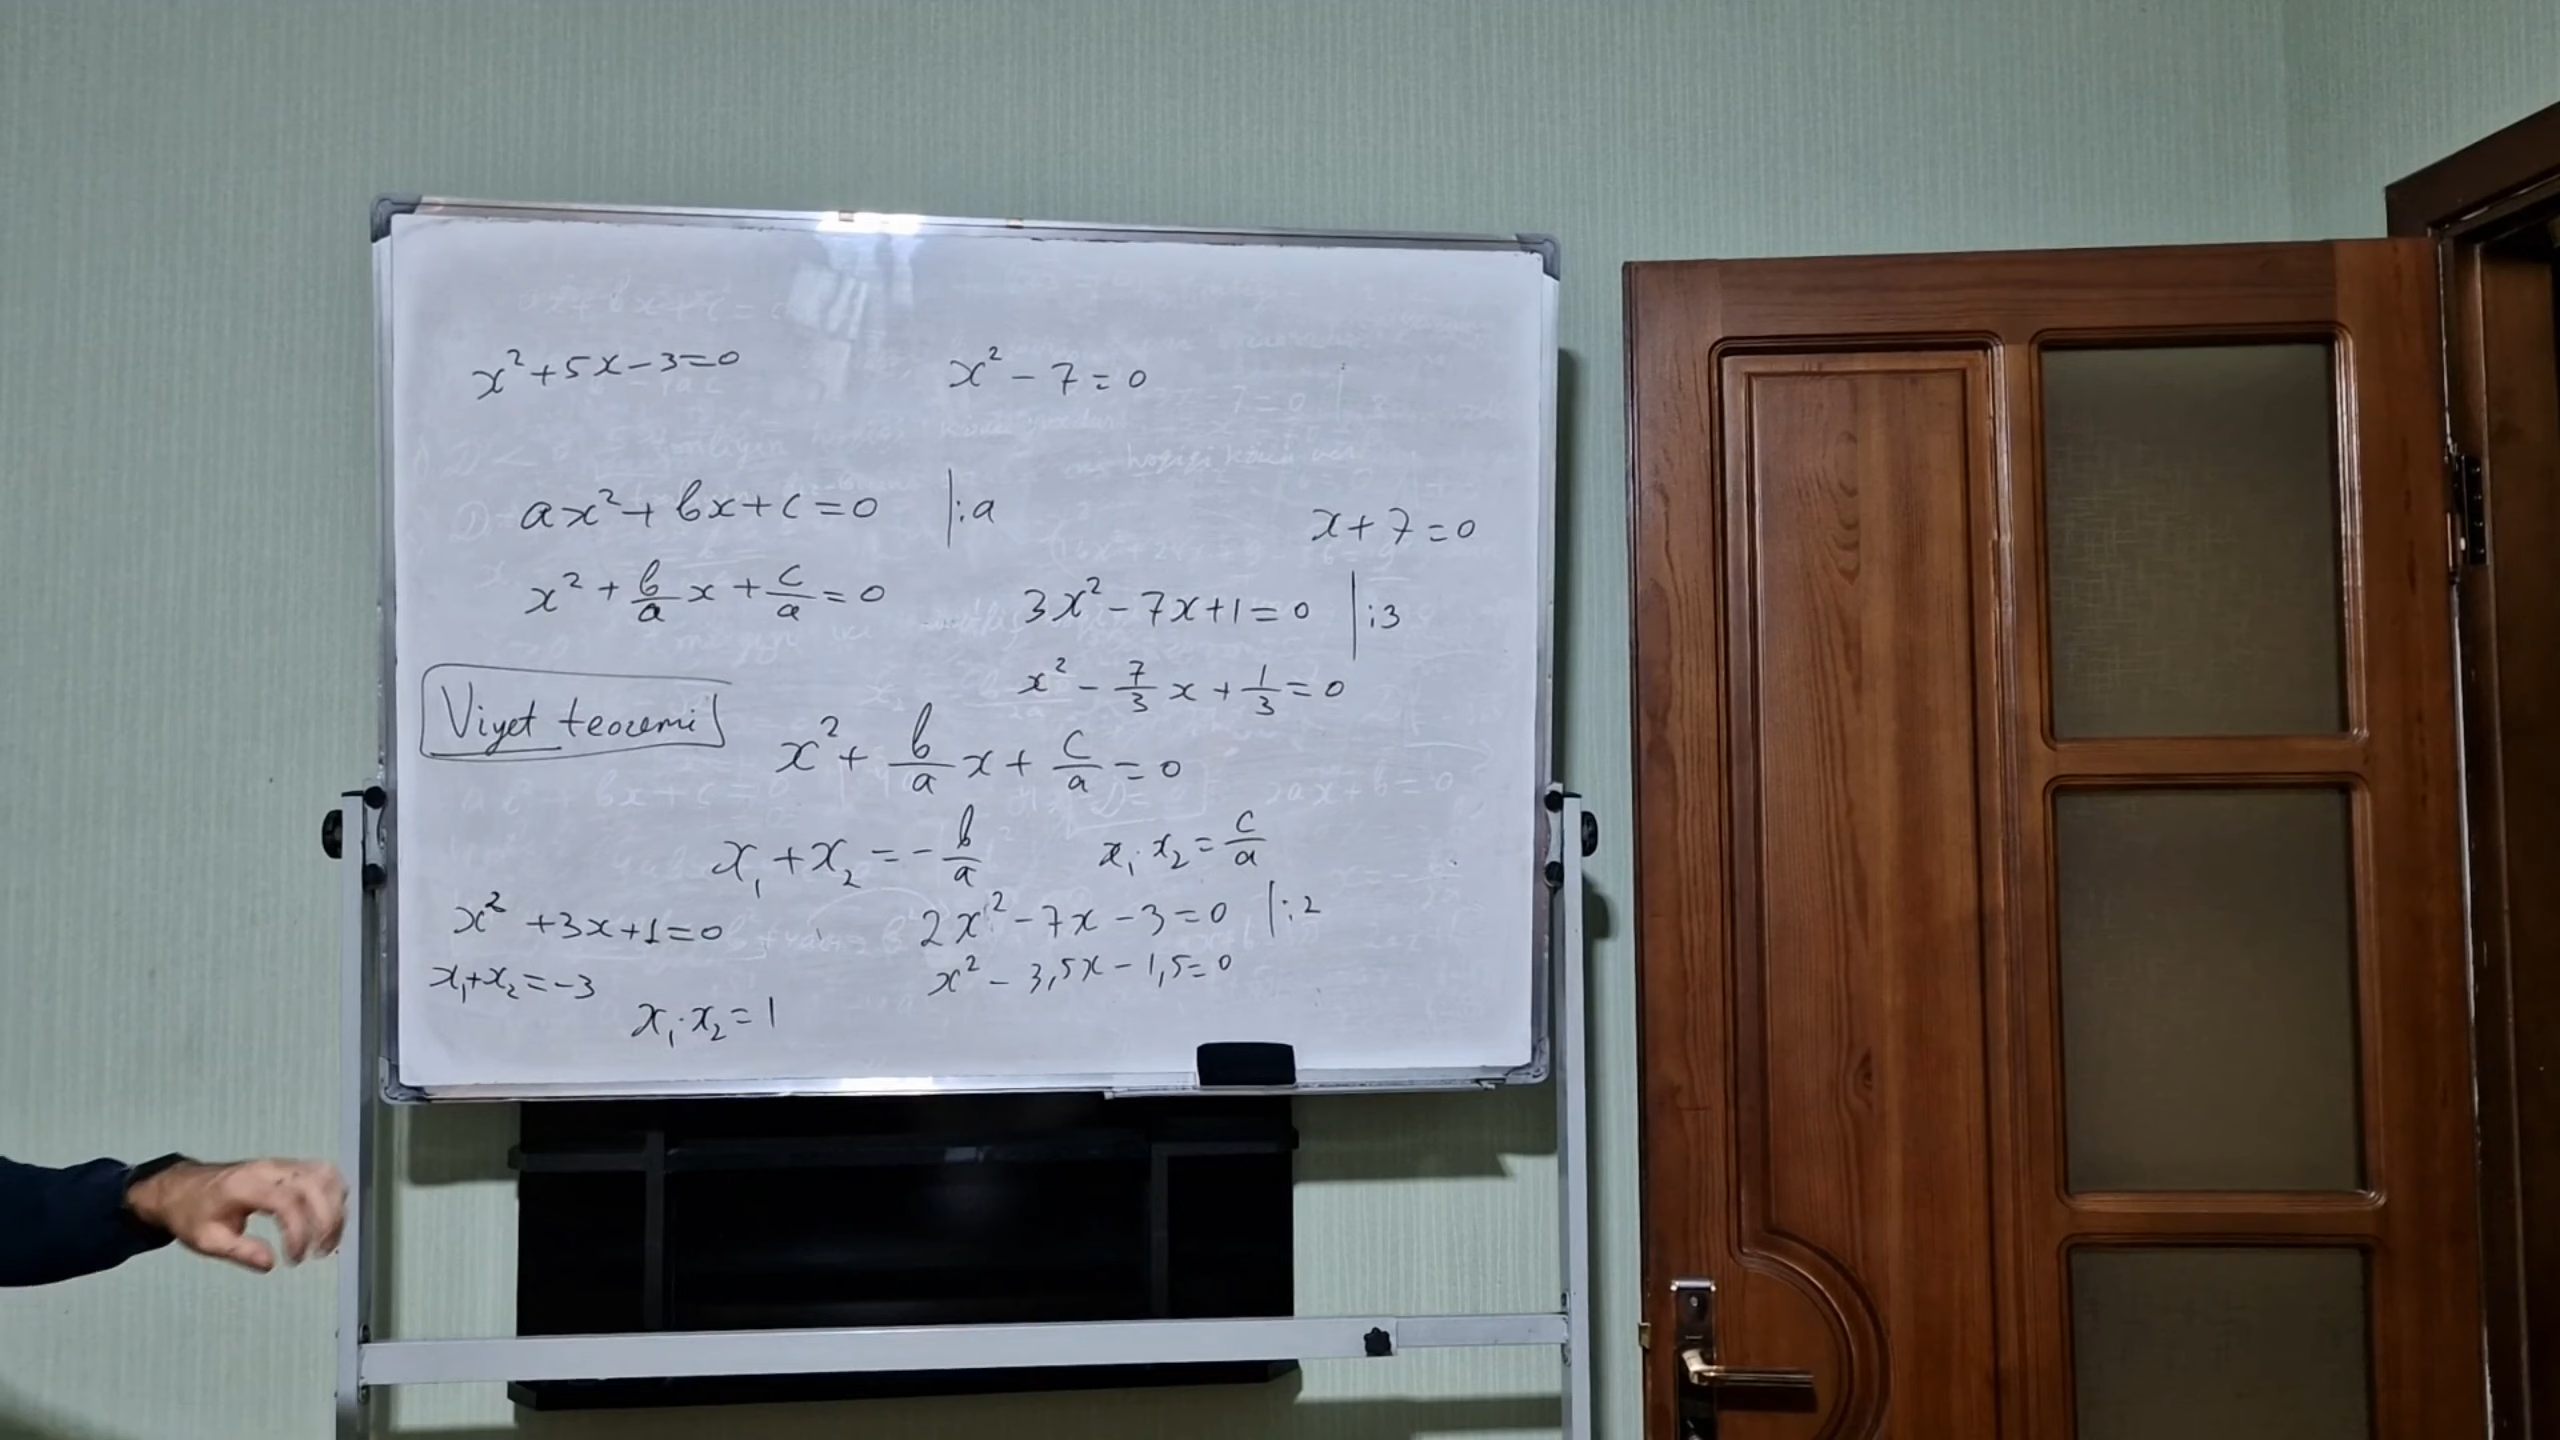 x²+5x-3=0
x²-7=0
ax²+bx+c=0 |:a
x+7=0
x²+b/a x+c/a=0
3x²-7x+1=0 |:3
x²-7/3 x+1/3=0
Viyet teoremi
x²+b/a x+c/a=0
x₁+x₂=-b/a
x₁·x₂=c/a
x²+3x+1=0
2x²-7x-3=0 |:2
x₁+x₂=-3
x²-3,5x-1,5=0
x₁·x₂=1